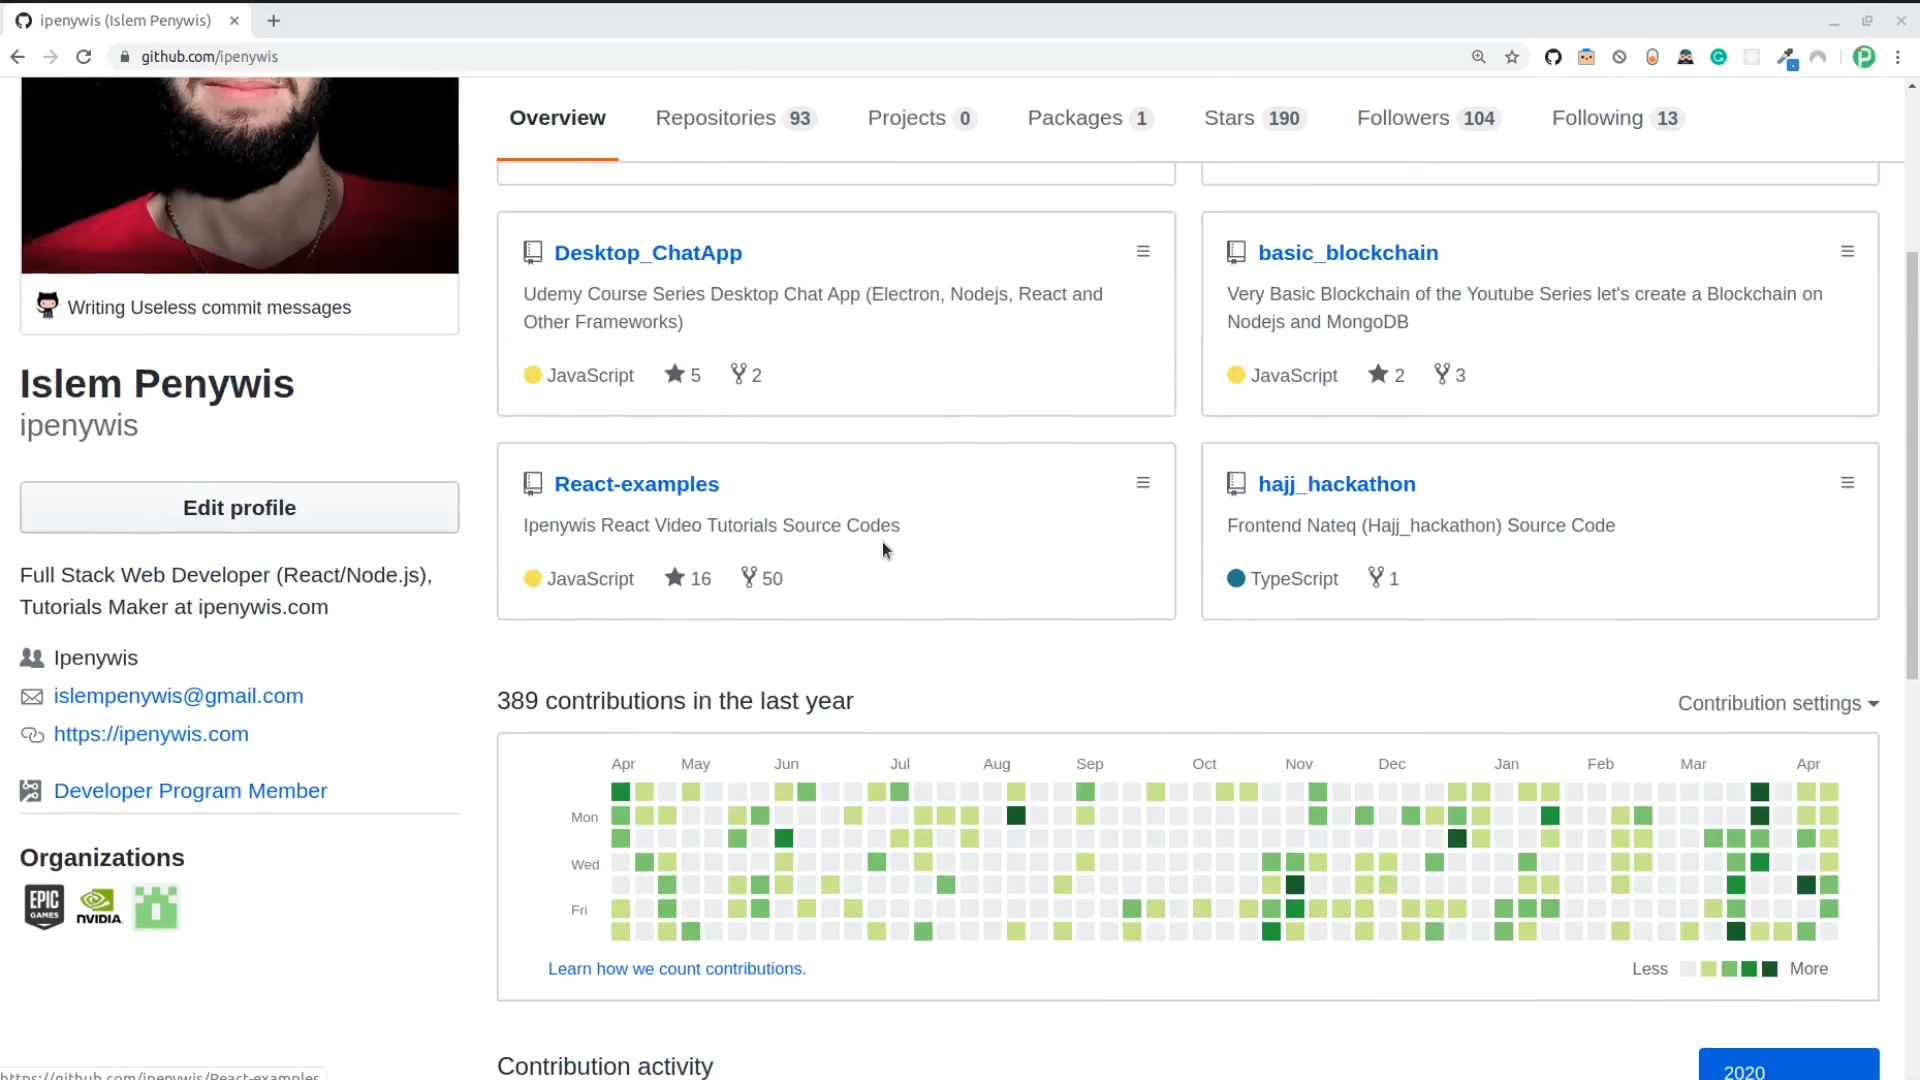 ipenywis (Islem Penywis)
github.com/ipenywis
Overview
Repositories 93
Projects 0
Packages 1
Stars 190
Followers 104
Following 13
Writing Useless commit messages
Islem Penywis
ipenywis
Edit profile
Full Stack Web Developer (React/Node.js),
Tutorials Maker at ipenywis.com
Ipenywis
islempenywis@gmail.com
https://ipenywis.com
Developer Program Member
Organizations
EPIC
GAMES
NVIDIA
Desktop_ChatApp
Udemy Course Series Desktop Chat App (Electron, Nodejs, React and
Other Frameworks)
JavaScript 5 2
basic_blockchain
Very Basic Blockchain of the Youtube Series let's create a Blockchain on
Nodejs and MongoDB
JavaScript 2 3
React-examples
Ipenywis React Video Tutorials Source Codes
JavaScript 16 50
hajj_hackathon
Frontend Nateq (Hajj_hackathon) Source Code
TypeScript 1
389 contributions in the last year
Contribution settings
Apr May Jun Jul Aug Sep Oct Nov Dec Jan Feb Mar Apr
Mon
Wed
Fri
Learn how we count contributions.
Less More
Contribution activity
2020
https://github.com/ipenywis/React-examples